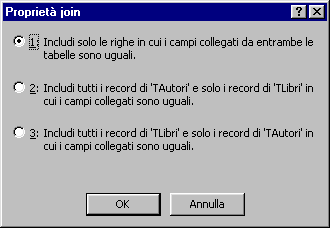 Proprietà join
1: Includi solo le righe in cui i campi collegati da entrambe le
tabelle sono uguali.
2: Includi tutti i record di 'TAutori' e solo i record di 'TLibri' in
cui i campi collegati sono uguali.
3: Includi tutti i record di 'TLibri' e solo i record di 'TAutori' in
cui i campi collegati sono uguali.
OK
Annulla